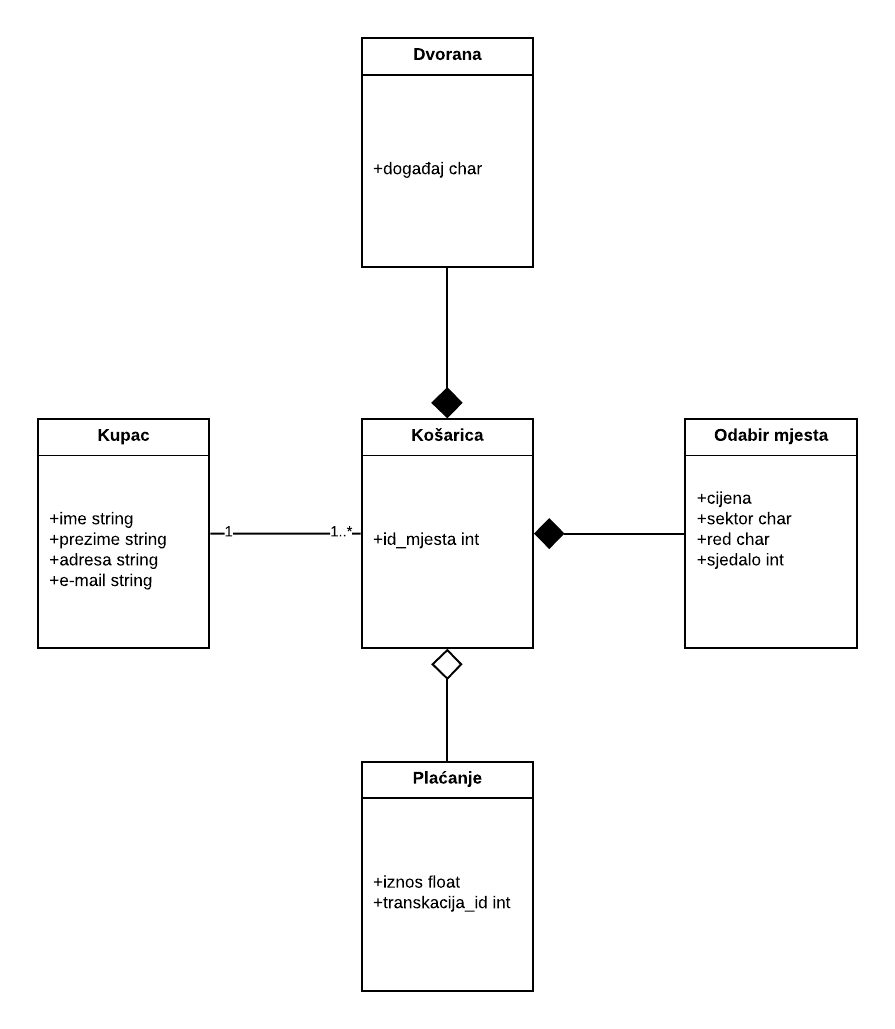 Dvorana
+događaj char
Kupac
+ime string
+prezime string
+adresa string
+e-mail string
1
1..*
Košarica
+id_mjesta int
Odabir mjesta
+cijena
+sektor char
+red char
+sjedalo int
Plaćanje
+iznos float
+transkacija_id int